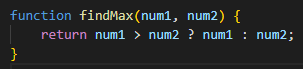 function findMax(num1, num2) {
    return num1 > num2 ? num1 : num2;
}